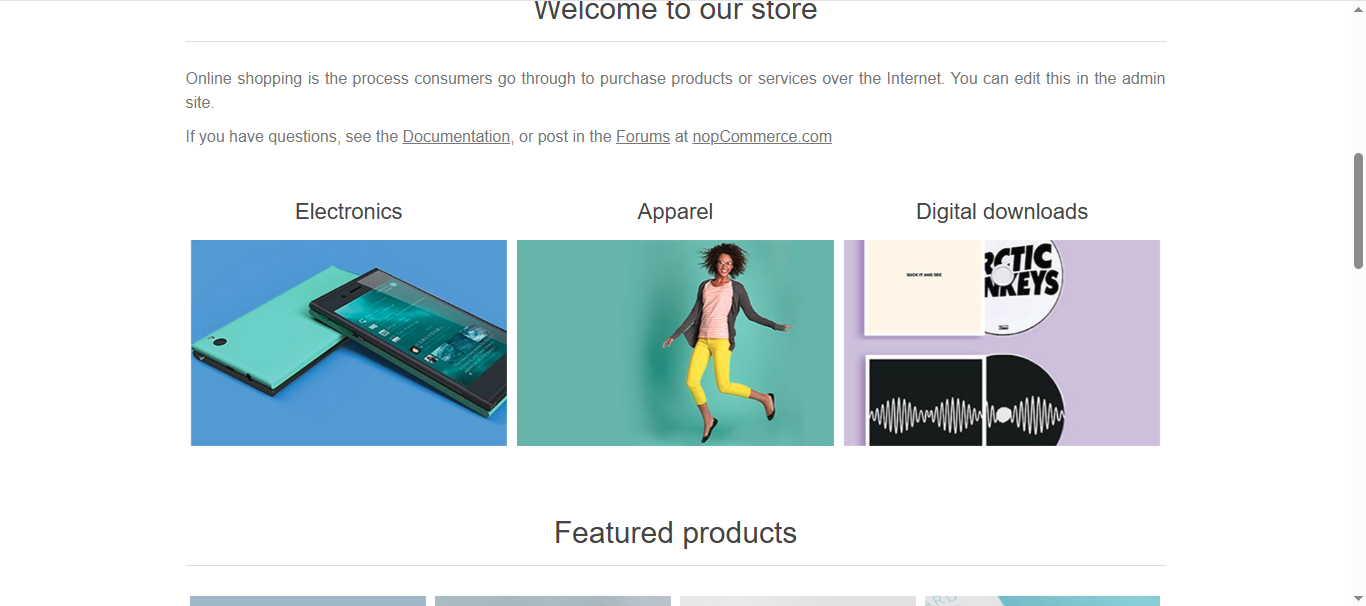 Welcome to our store
Online shopping is the process consumers go through to purchase products or services over the Internet. You can edit this in the admin
site.
If you have questions, see the Documentation, or post in the Forums at nopCommerce.com
Electronics
Apparel
Digital downloads
SUCK IT AND SEE
RCTIC
NKEYS
Featured products
ARD